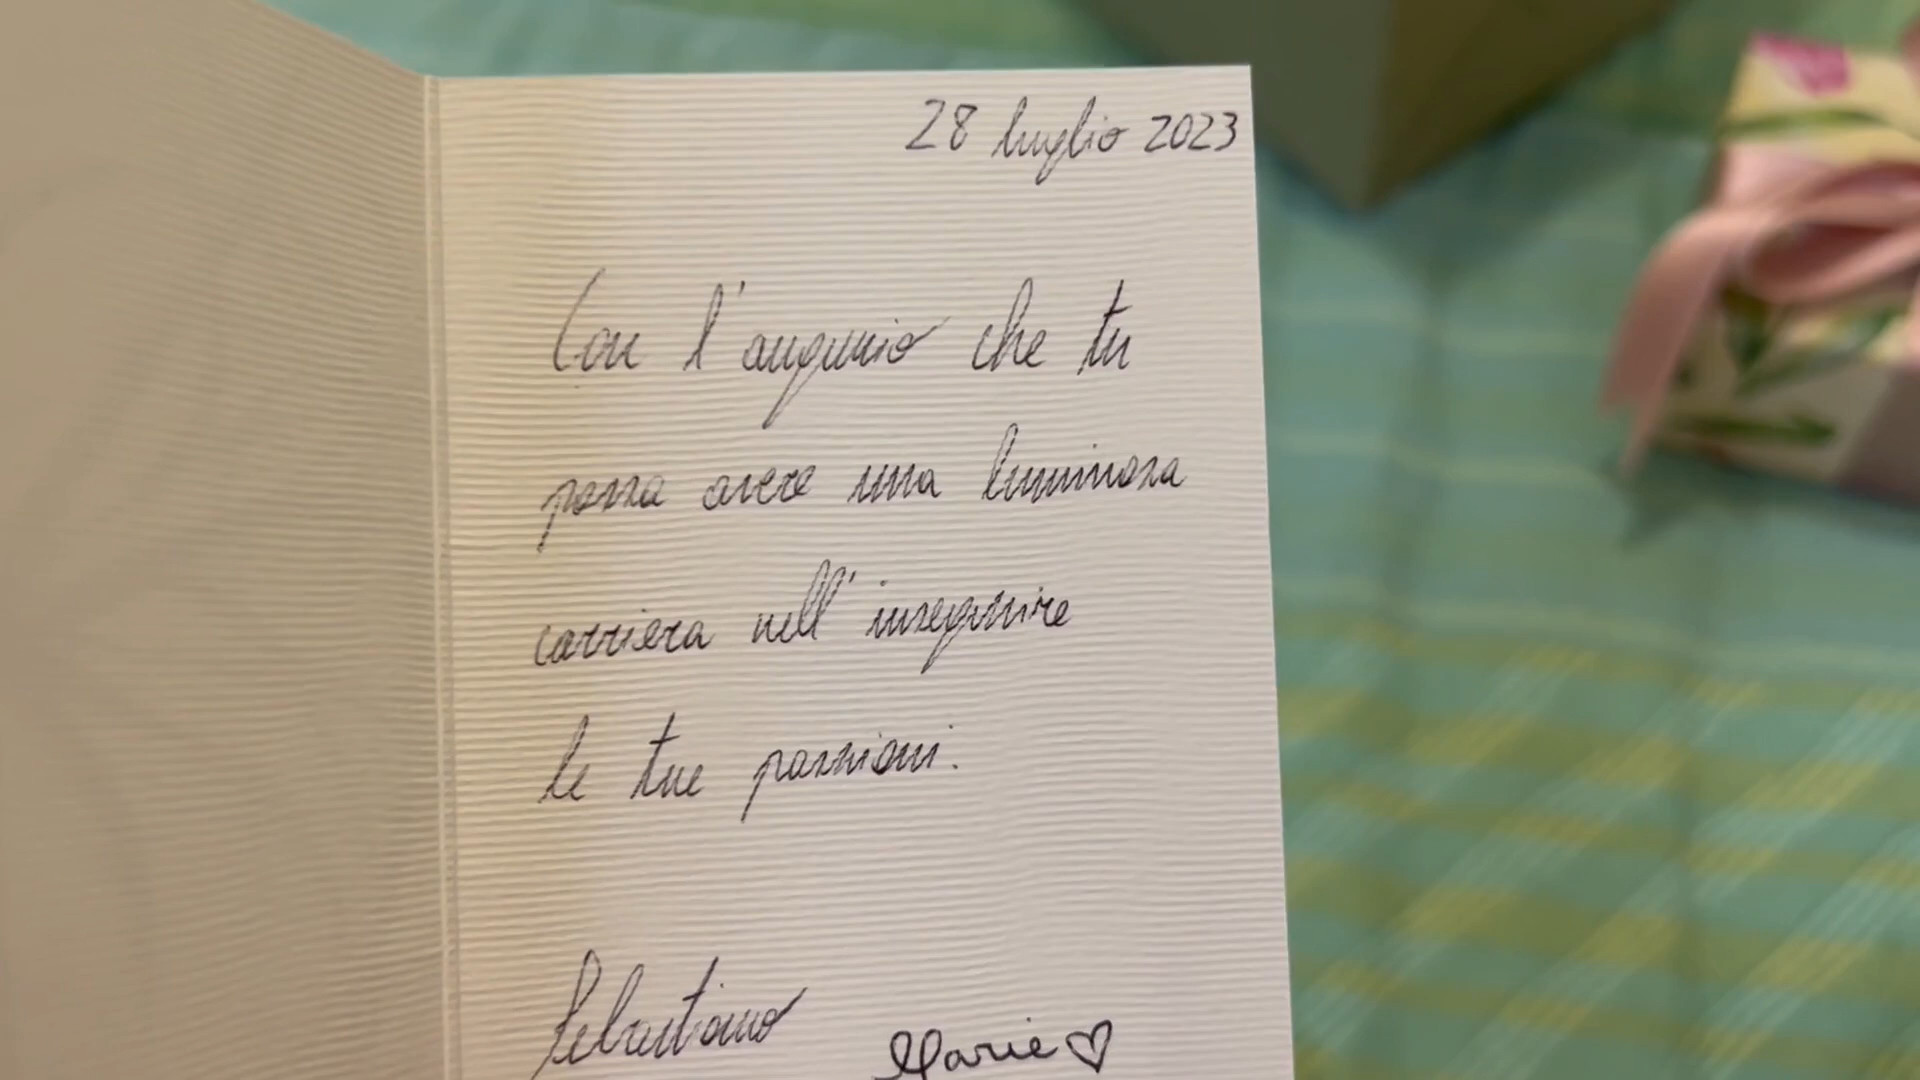 28 luglio 2023
Con l'augurio che tu
possa avere una luminosa
carriera nell'inseguire
le tue passioni.
Sebastiano
Marie ♡